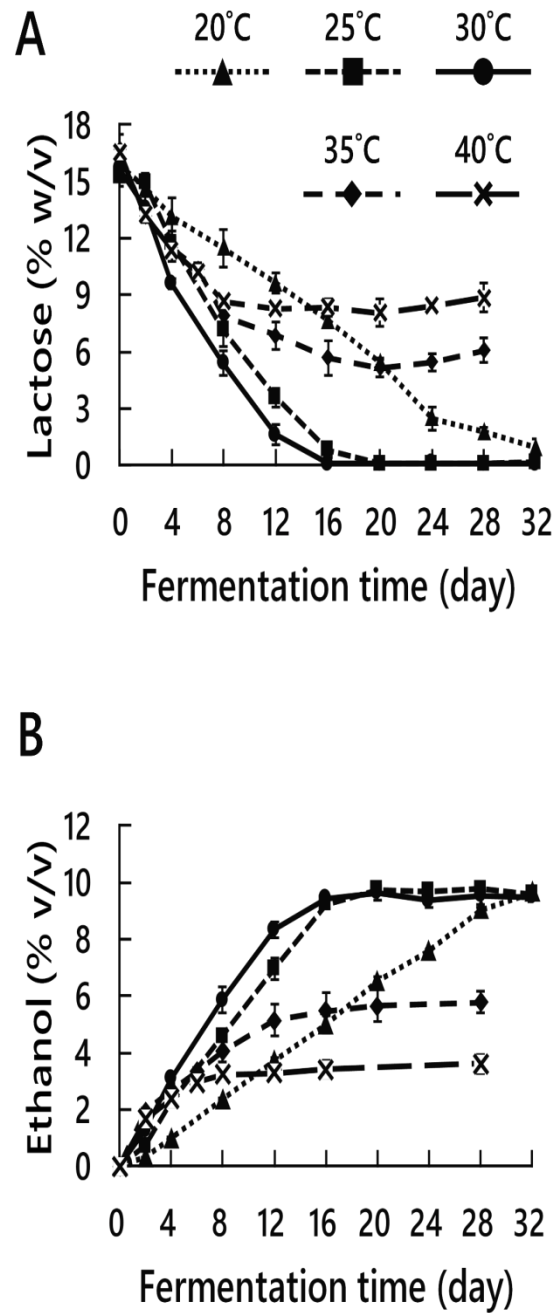 A
20°C 25°C 30°C
35°C 40°C
Lactose (% w/v)
18
15
12
9
6
3
0
0 4 8 12 16 20 24 28 32
Fermentation time (day)
B
Ethanol (% v/v)
12
10
8
6
4
2
0
0 4 8 12 16 20 24 28 32
Fermentation time (day)